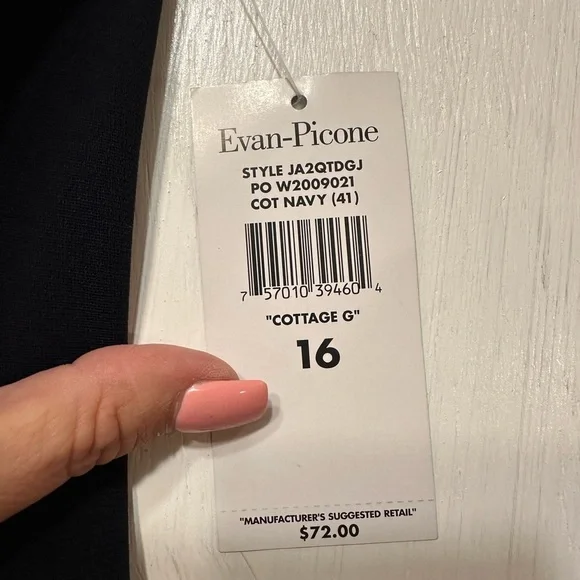 Evan-Picone
STYLE JA2QTDGJ
PO W2009021
COT NAVY (41)
7 57010 39460 4
"COTTAGE G"
16
"MANUFACTURER'S SUGGESTED RETAIL"
$72.00